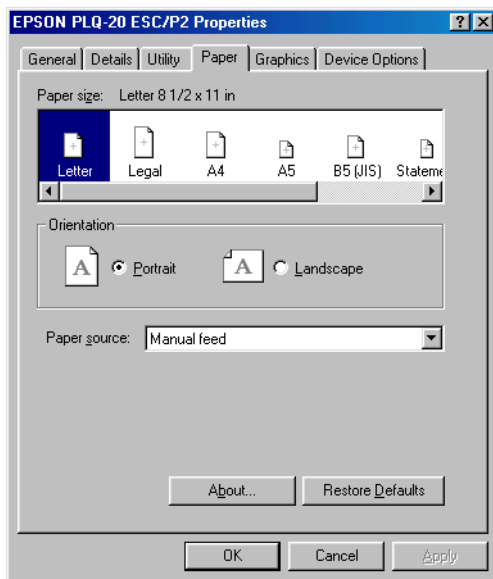 EPSON PLQ-20 ESC/P2 Properties
General Details Utility Paper Graphics Device Options
Paper size: Letter 8 1/2 x 11 in
Letter Legal A4 A5 B5 (JIS) Stateme
Orientation
A Portrait A Landscape
Paper source: Manual feed
About... Restore Defaults
OK Cancel Apply